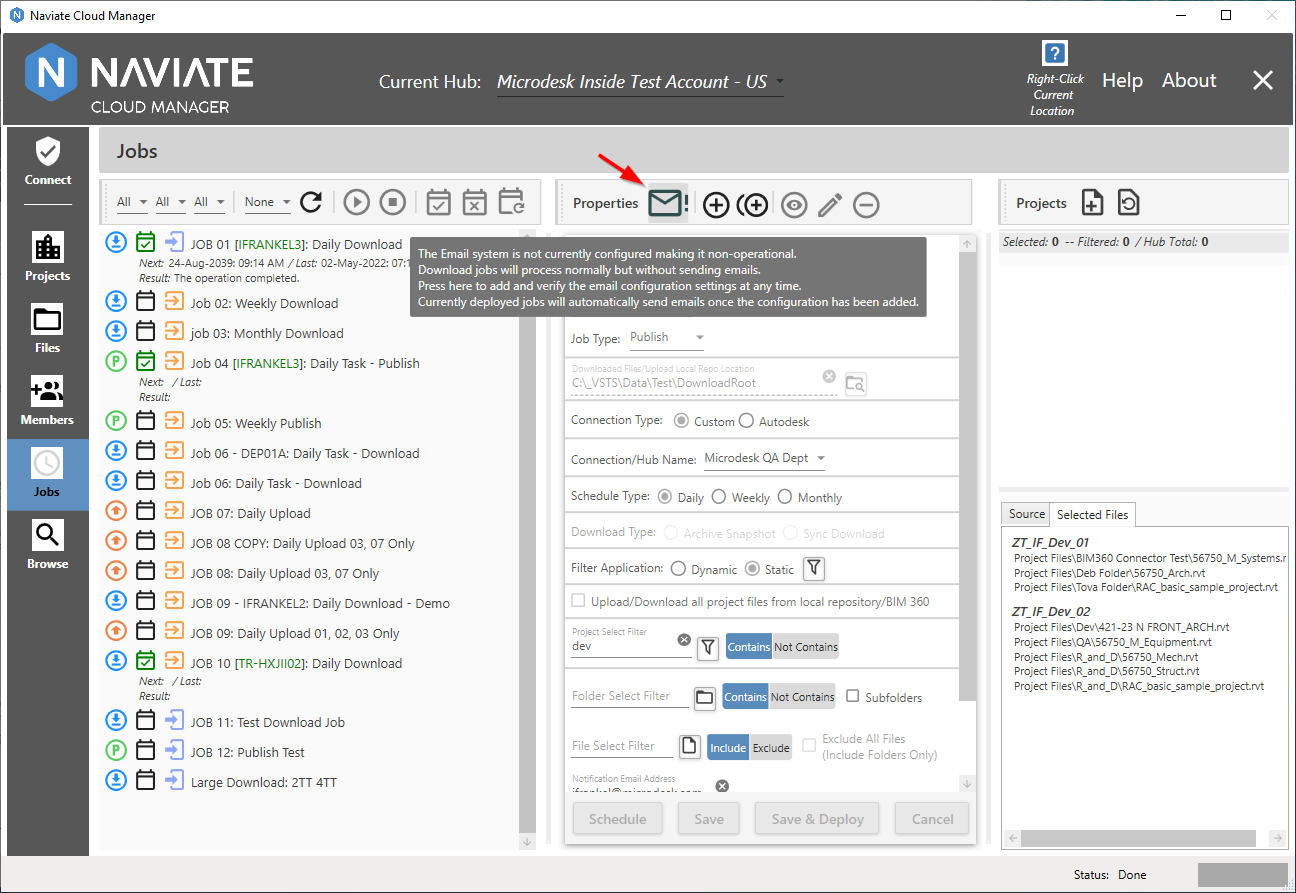 Naviate Cloud Manager
NAVIATE
CLOUD MANAGER
Current Hub: Microdesk Inside Test Account - US
Right-Click
Current
Location
Help
About
Connect
Projects
Files
Members
Jobs
Browse
Jobs
All All All None
JOB 01 [IFRANKEL3]: Daily Download
Next: 24-Aug-2039: 09:14 AM / Last: 02-May-2022: 07:1
Result: The operation completed.
Job 02: Weekly Download
job 03: Monthly Download
P Job 04 [IFRANKEL3]: Daily Task - Publish
Next: / Last:
Result:
P Job 05: Weekly Publish
Job 06 - DEP01A: Daily Task - Download
Job 06: Daily Task - Download
JOB 07: Daily Upload
JOB 08 COPY: Daily Upload 03, 07 Only
JOB 08: Daily Upload 03, 07 Only
JOB 09 - IFRANKEL2: Daily Download - Demo
JOB 09: Daily Upload 01, 02, 03 Only
JOB 10 [TR-HXJII02]: Daily Download
Next: / Last:
Result:
JOB 11: Test Download Job
P JOB 12: Publish Test
Large Download: 2TT 4TT
Properties
The Email system is not currently configured making it non-operational.
Download jobs will process normally but without sending emails.
Press here to add and verify the email configuration settings at any time.
Currently deployed jobs will automatically send emails once the configuration has been added.
Job Type: Publish
Downloaded Files/Upload Local Repo Location
C:\_VSTS\Data\Test\DownloadRoot
Connection Type: Custom Autodesk
Connection/Hub Name: Microdesk QA Dept
Schedule Type: Daily Weekly Monthly
Download Type: Archive Snapshot Sync Download
Filter Application: Dynamic Static
Upload/Download all project files from local repository/BIM 360
Project Select Filter
dev
Contains Not Contains
Folder Select Filter Contains Not Contains Subfolders
File Select Filter Include Exclude
Exclude All Files
(Include Folders Only)
Notification Email Address
ifrankel@microdesk.com
Schedule Save Save & Deploy Cancel
Projects
Selected: 0 -- Filtered: 0 / Hub Total: 0
Source Selected Files
ZT_IF_Dev_01
Project Files\BIM360 Connector Test\56750_M_Systems.r
Project Files\Deb Folder\56750_Arch.rvt
Project Files\Tova Folder\RAC_basic_sample_project.rvt
ZT_IF_Dev_02
Project Files\Dev\421-23 N FRONT_ARCH.rvt
Project Files\QA\56750_M_Equipment.rvt
Project Files\R_and_D\56750_Mech.rvt
Project Files\R_and_D\56750_Struct.rvt
Project Files\R_and_D\RAC_basic_sample_project.rvt
Status: Done